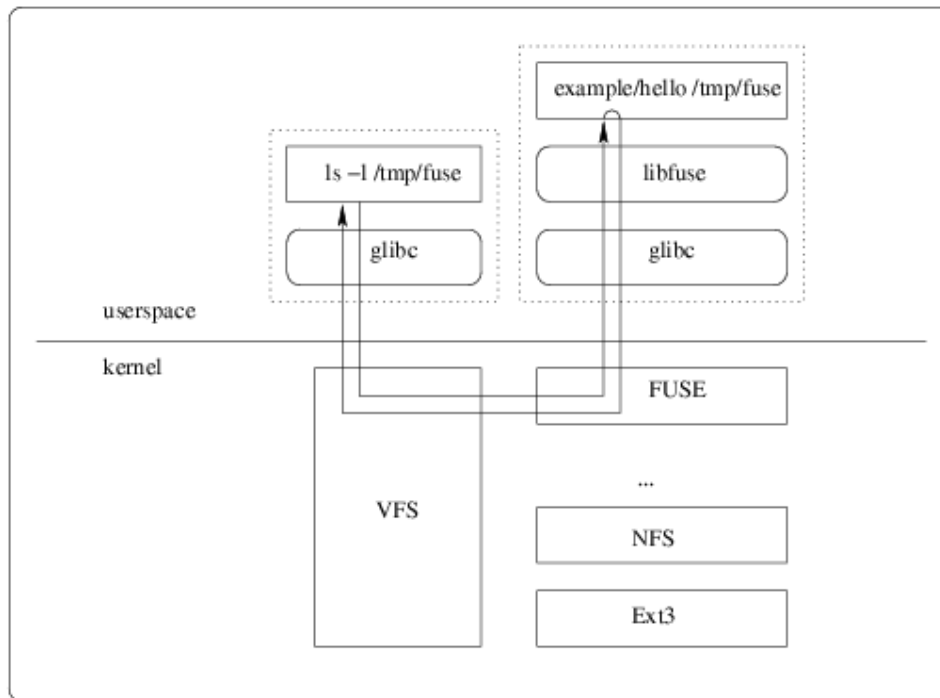 example/hello /tmp/fuse
ls –l /tmp/fuse
libfuse
glibc
glibc
userspace
kernel
FUSE
...
VFS
NFS
Ext3